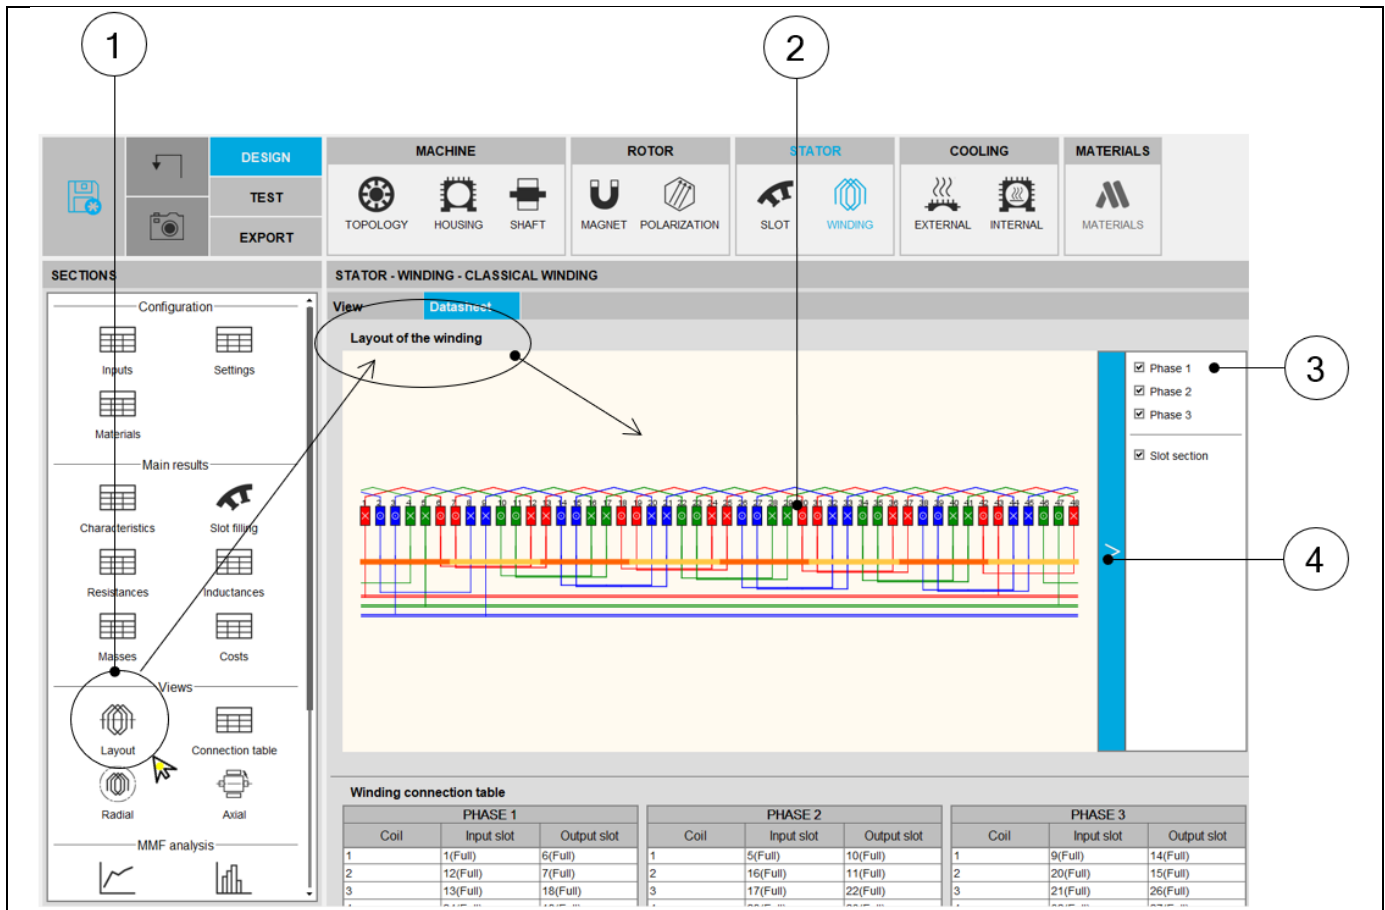 1
2
DESIGN
TEST
EXPORT
MACHINE
ROTOR
STATOR
COOLING
MATERIALS
TOPOLOGY
HOUSING
SHAFT
MAGNET
POLARIZATION
SLOT
WINDING
EXTERNAL
INTERNAL
MATERIALS
SECTIONS
Configuration
Inputs
Settings
Materials
Main results
Characteristics
Slot filling
Resistances
Inductances
Masses
Costs
Views
Layout
Connection table
Radial
Axial
MMF analysis
STATOR - WINDING - CLASSICAL WINDING
View
Datasheet
Layout of the winding
Phase 1
Phase 2
Phase 3
Slot section
3
4
Winding connection table
PHASE 1 PHASE 2 PHASE 3
Coil Input slot Output slot Coil Input slot Output slot Coil Input slot Output slot
1 1(Full) 6(Full) 1 5(Full) 10(Full) 1 9(Full) 14(Full)
2 12(Full) 7(Full) 2 16(Full) 11(Full) 2 20(Full) 15(Full)
3 13(Full) 18(Full) 3 17(Full) 22(Full) 3 21(Full) 26(Full)